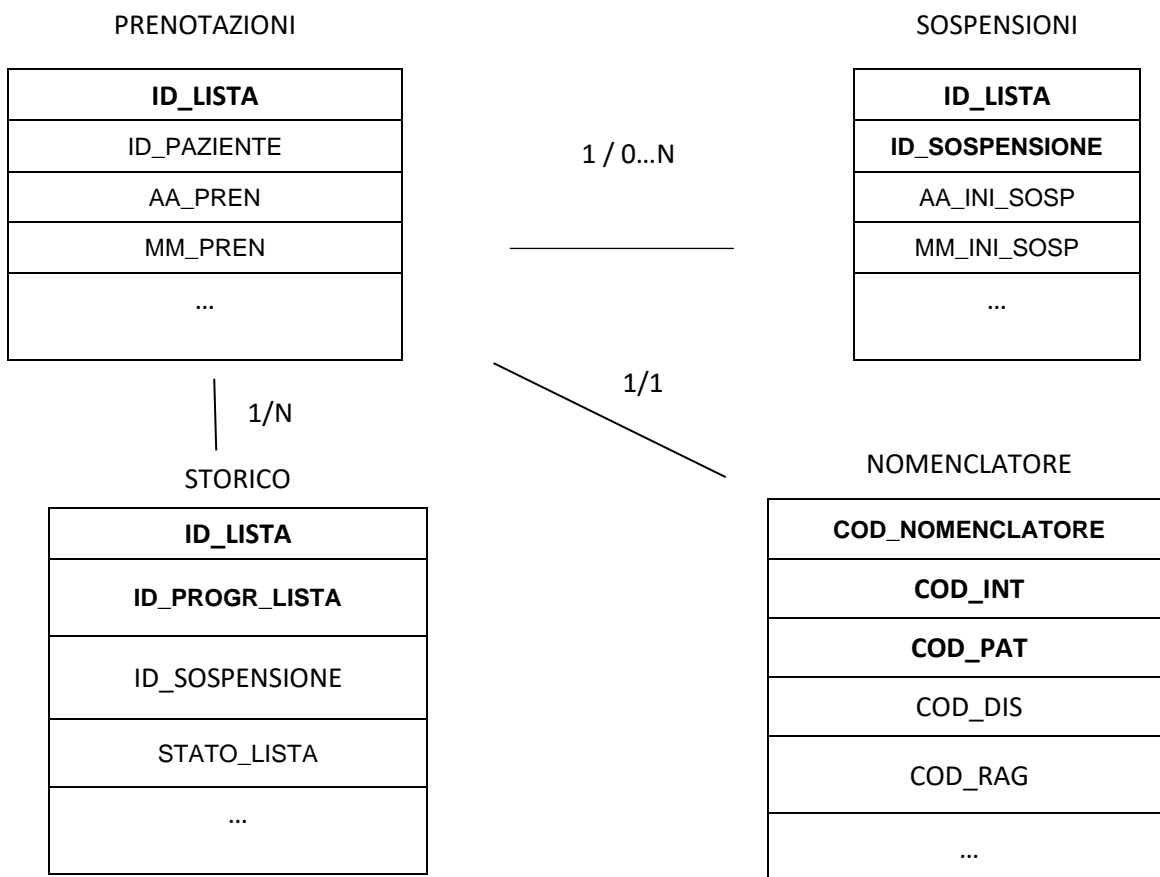 PRENOTAZIONI
ID_LISTA
ID_PAZIENTE
AA_PREN
MM_PREN
...
1 / 0...N
SOSPENSIONI
ID_LISTA
ID_SOSPENSIONE
AA_INI_SOSP
MM_INI_SOSP
...
1/N
1/1
STORICO
ID_LISTA
ID_PROGR_LISTA
ID_SOSPENSIONE
STATO_LISTA
...
NOMENCLATORE
COD_NOMENCLATORE
COD_INT
COD_PAT
COD_DIS
COD_RAG
...